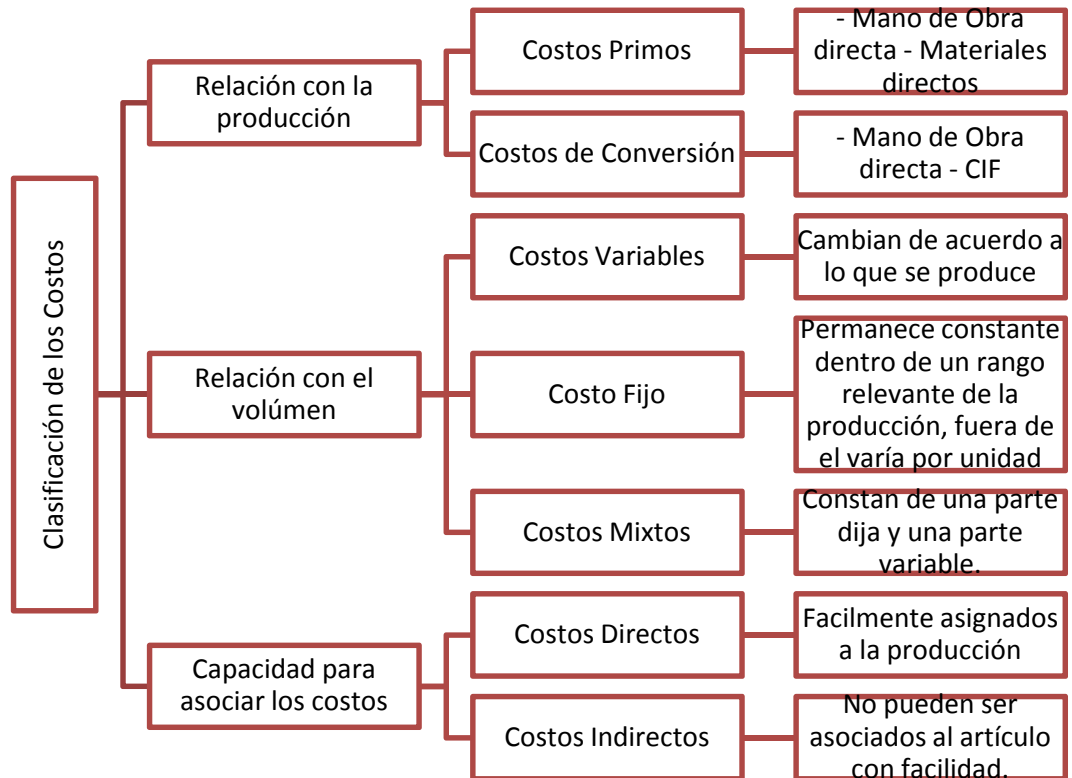 Clasificación de los Costos
Relación con la
producción
Costos Primos
- Mano de Obra
directa - Materiales
directos
Costos de Conversión
- Mano de Obra
directa - CIF
Relación con el
volúmen
Costos Variables
Cambian de acuerdo a
lo que se produce
Costo Fijo
Permanece constante
dentro de un rango
relevante de la
producción, fuera de
el varía por unidad
Costos Mixtos
Constan de una parte
dija y una parte
variable.
Capacidad para
asociar los costos
Costos Directos
Facilmente asignados
a la producción
Costos Indirectos
No pueden ser
asociados al artículo
con facilidad.